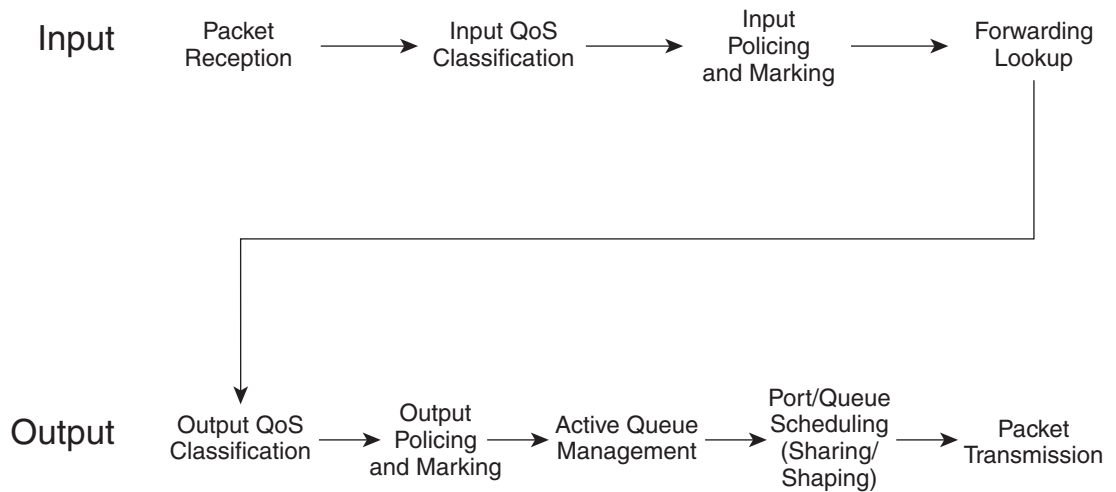 Input
Packet
Reception
Input QoS
Classification
Input
Policing
and Marking
Forwarding
Lookup
Output
Output QoS
Classification
Output
Policing
and Marking
Active Queue
Management
Port/Queue
Scheduling
(Sharing/
Shaping)
Packet
Transmission